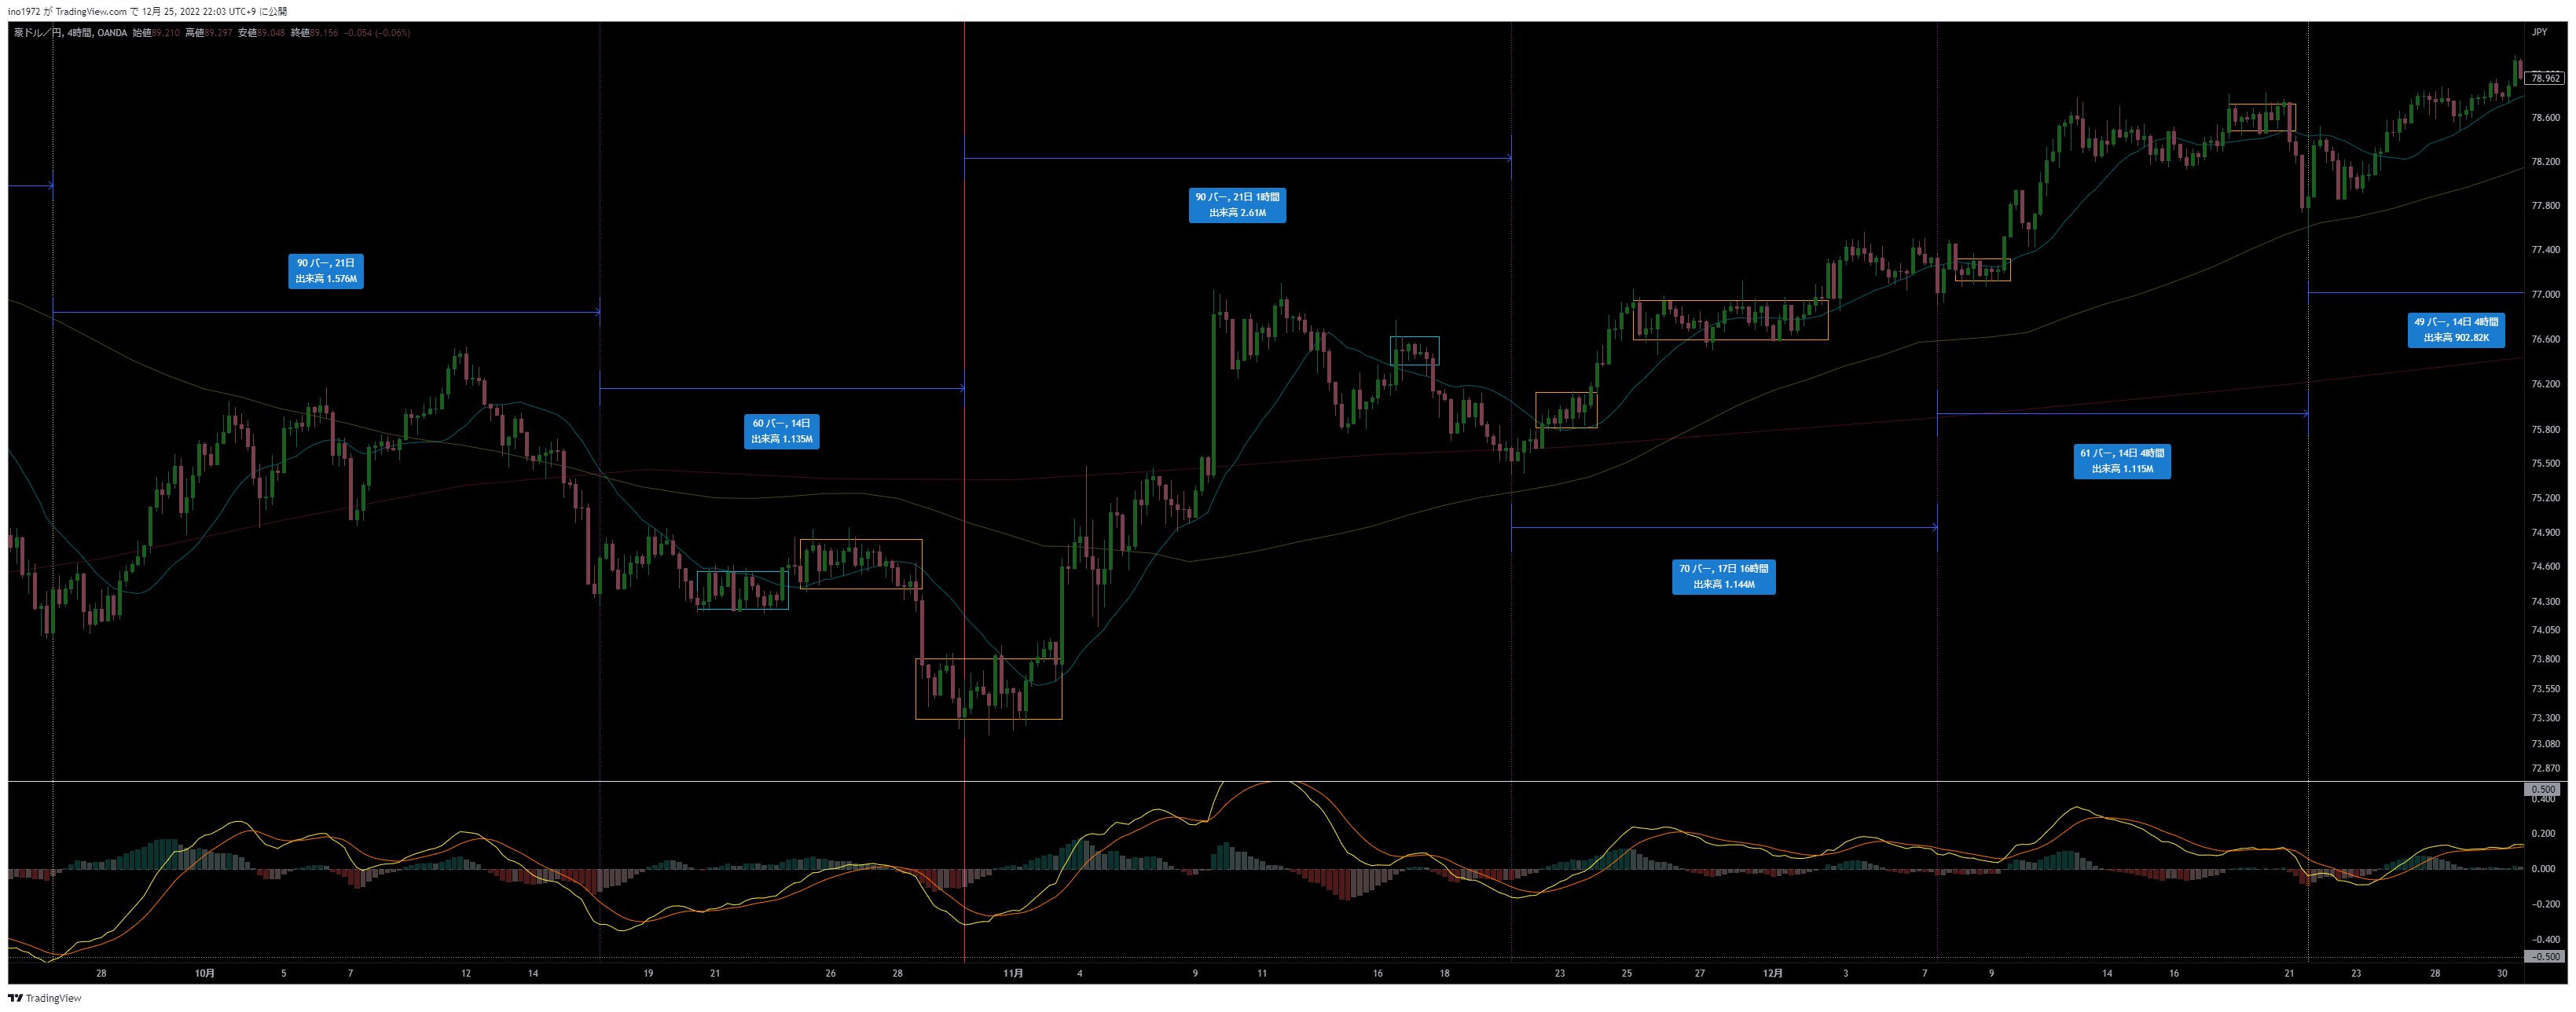 ino1972 が TradingView.com で 12月 25, 2022 22:03 UTC+9 に公開
豪ドル／円, 4時間, OANDA 始値89.210 高値89.297 安値89.048 終値89.156 −0.054 (−0.06%)
JPY
78.962
78.600
78.200
77.800
77.400
77.000
76.600
76.200
75.800
75.500
75.200
74.900
74.600
74.300
74.050
73.800
73.550
73.300
73.080
72.870
90 バー, 21日 1時間
出来高 2.61M
90 バー, 21日
出来高 1.576M
49 バー, 14日 4時間
出来高 902.82K
60 バー, 14日
出来高 1.135M
61 バー, 14日 4時間
出来高 1.115M
70 バー, 17日 16時間
出来高 1.144M
0.500
0.400
0.200
0.000
−0.200
−0.400
−0.500
28 10月 5 7 12 14 19 21 26 28 11月 4 9 11 16 18 23 25 27 12月 3 7 9 14 16 21 23 28 30
TradingView